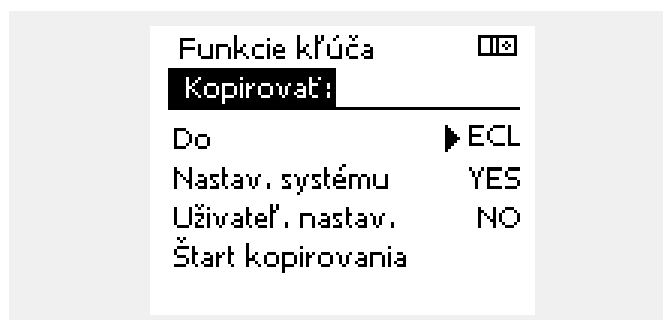 Funkcie kľúča
Kopirovať:
Do ECL
Nastav. systému YES
Užívateľ. nastav. NO
Štart kopirovania